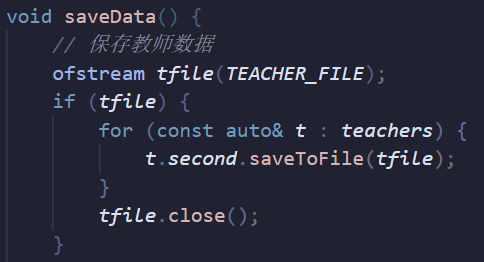 void saveData() {
    // 保存教师数据
    ofstream tfile(TEACHER_FILE);
    if (tfile) {
        for (const auto& t : teachers) {
            t.second.saveToFile(tfile);
        }
        tfile.close();
    }